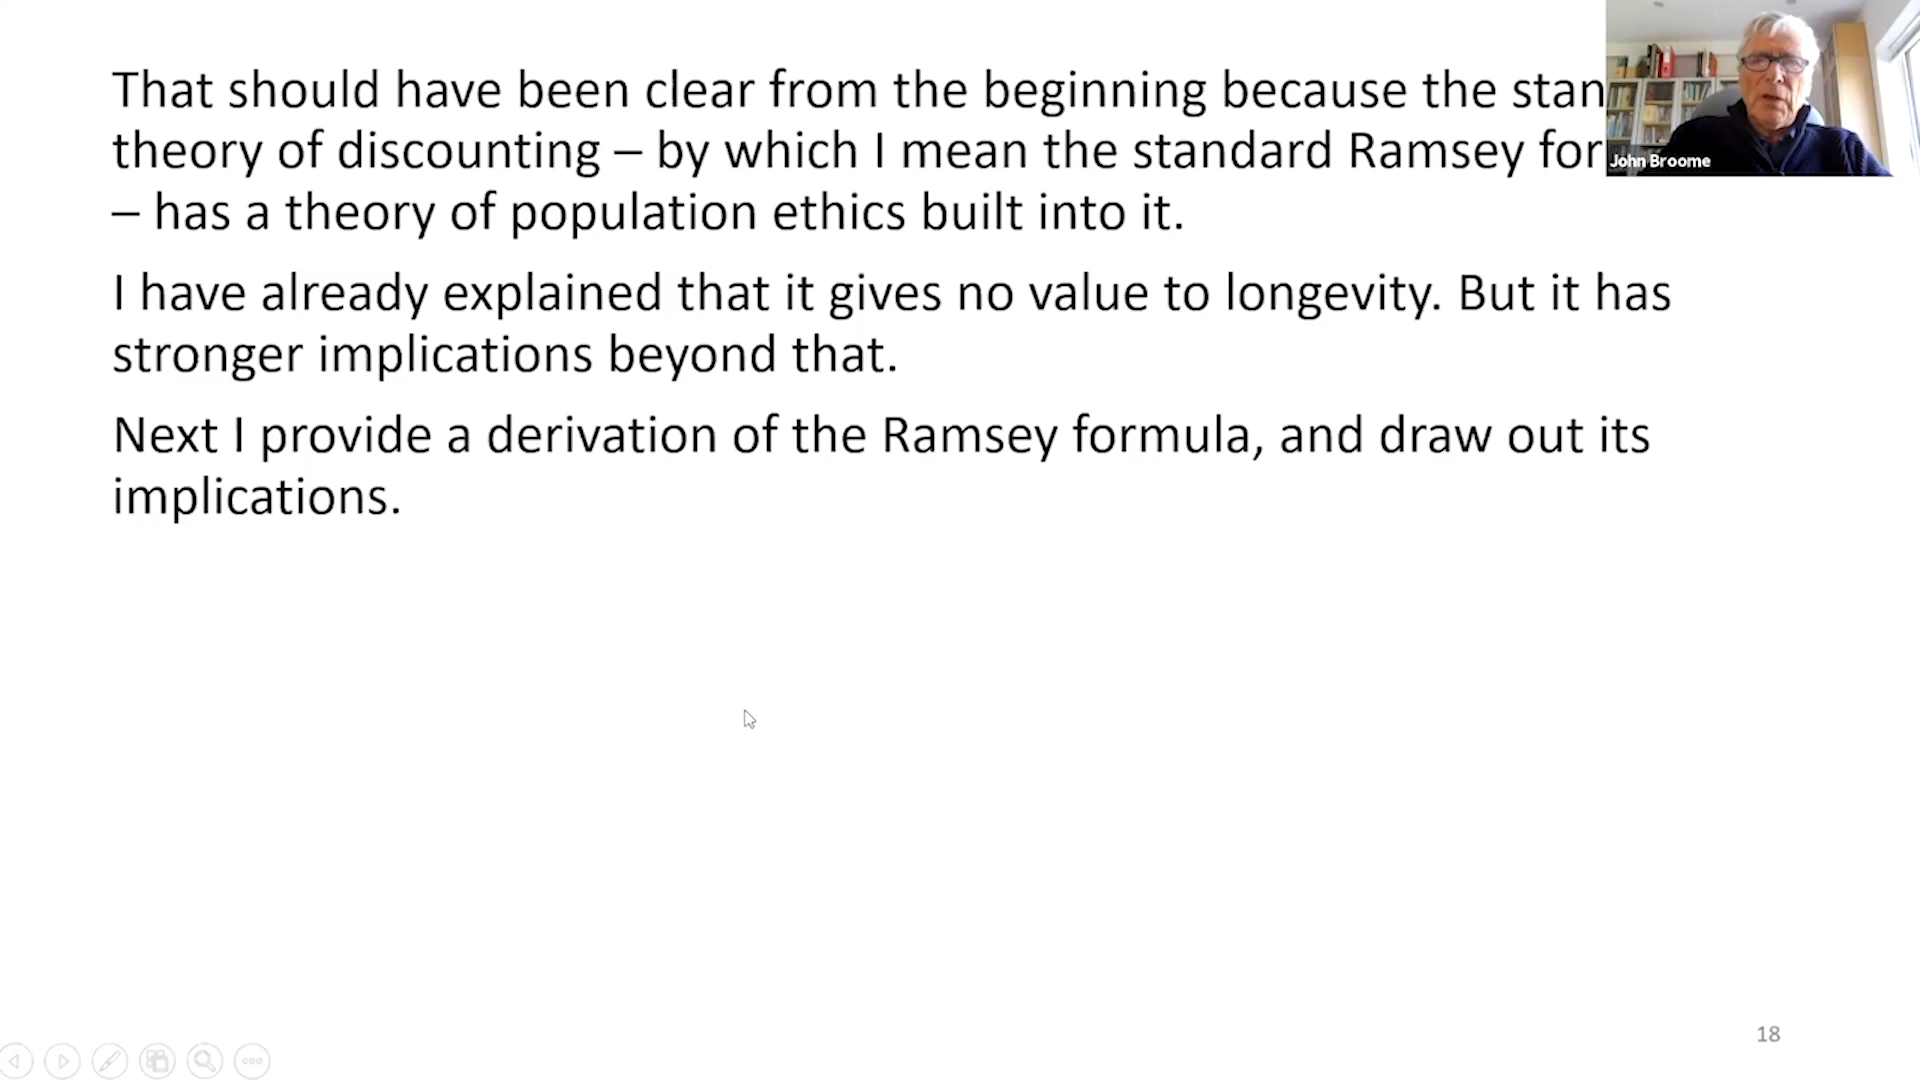 That should have been clear from the beginning because the stan
theory of discounting – by which I mean the standard Ramsey for
– has a theory of population ethics built into it.
I have already explained that it gives no value to longevity. But it has
stronger implications beyond that.
Next I provide a derivation of the Ramsey formula, and draw out its
implications.
John Broome
18